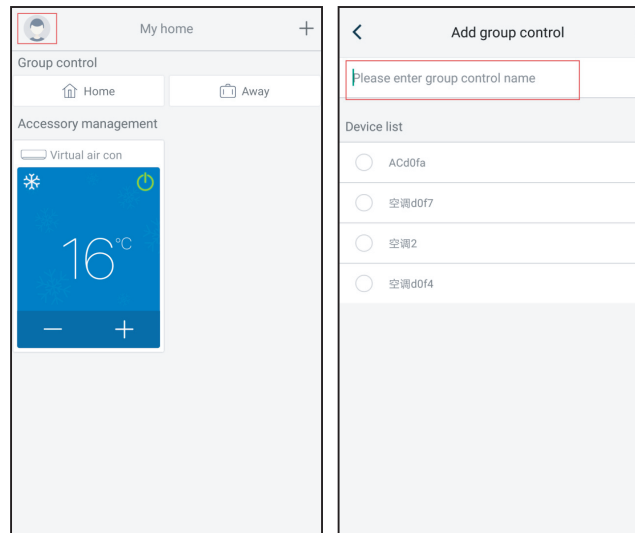 My home
+
Group control
Home
Away
Accessory management
Virtual air con
16°C
— +
Add group control
Please enter group control name
Device list
ACd0fa
空调d0f7
空调2
空调d0f4